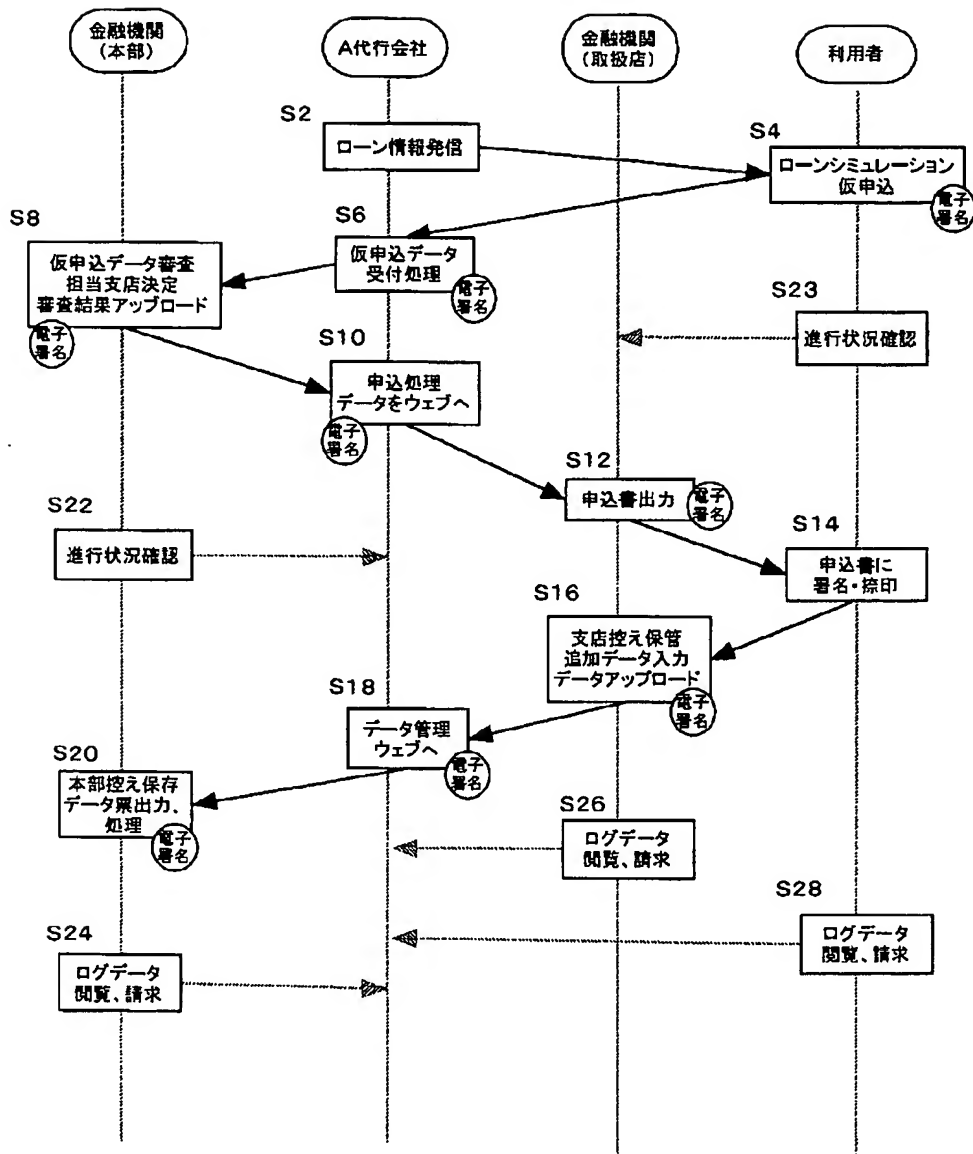 金融機関
(本部)
A代行会社
金融機関
(取扱店)
利用者
S2
ローン情報発信
S4
ローンシミュレーション
仮申込
電子
署名
S6
仮申込データ
受付処理
電子
署名
S8
仮申込データ審査
担当支店決定
審査結果アップロード
電子
署名
S23
進行状況確認
S10
申込処理
データをウェブへ
電子
署名
S12
申込書出力
電子
署名
S22
進行状況確認
S14
申込書に
署名・捺印
S16
支店控え保管
追加データ入力
データアップロード
電子
署名
S18
データ管理
ウェブへ
電子
署名
S20
本部控え保存
データ票出力、
処理
電子
署名
S26
ログデータ
閲覧、請求
S28
ログデータ
閲覧、請求
S24
ログデータ
閲覧、請求